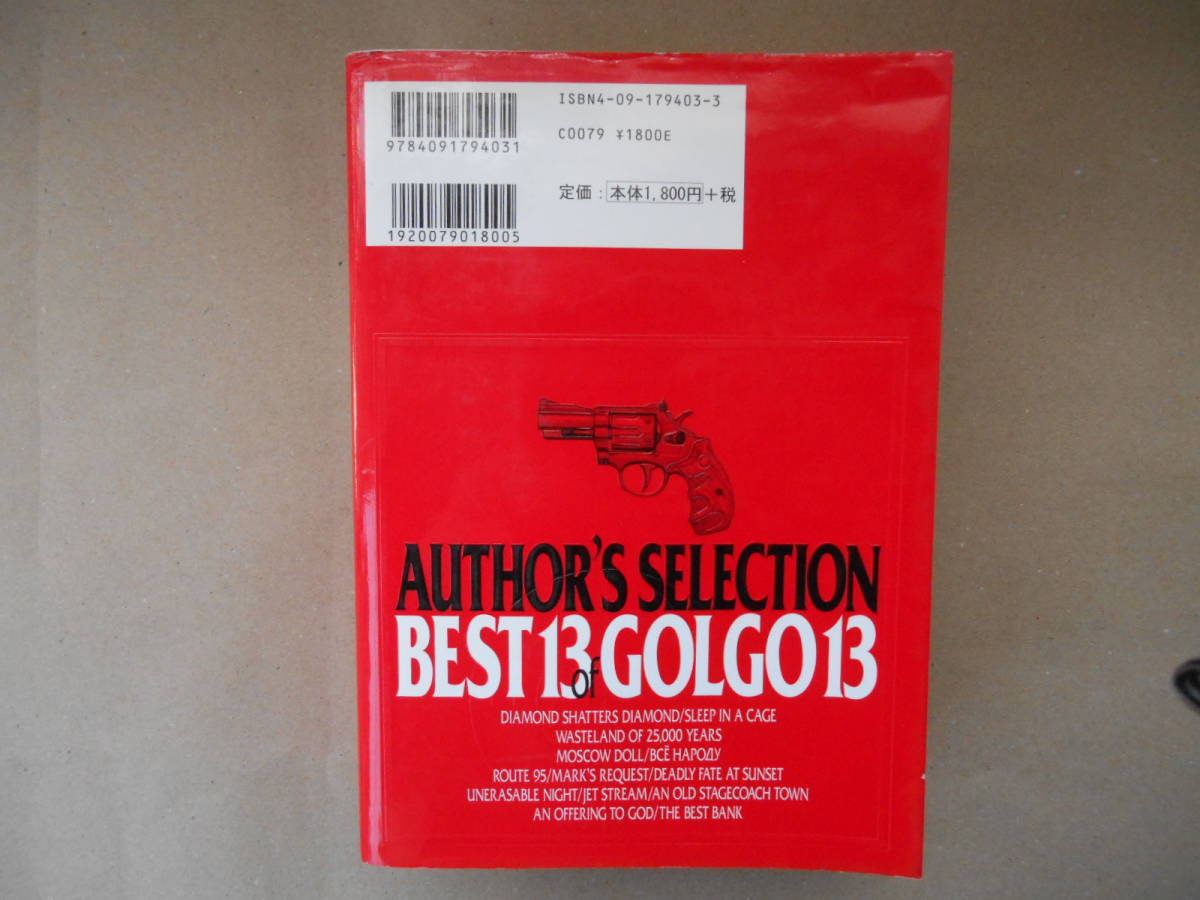 ISBN4-09-179403-3
9784091794031
C0079 ¥1800E
定価：本体1,800円+税
1920079018005
AUTHOR'S SELECTION
BEST 13 of GOLGO 13
DIAMOND SHATTERS DIAMOND/SLEEP IN A CAGE
WASTELAND OF 25,000 YEARS
MOSCOW DOLL/ВСЁ НАРОДУ
ROUTE 95/MARK'S REQUEST/DEADLY FATE AT SUNSET
UNERASABLE NIGHT/JET STREAM/AN OLD STAGECOACH TOWN
AN OFFERING TO GOD/THE BEST BANK